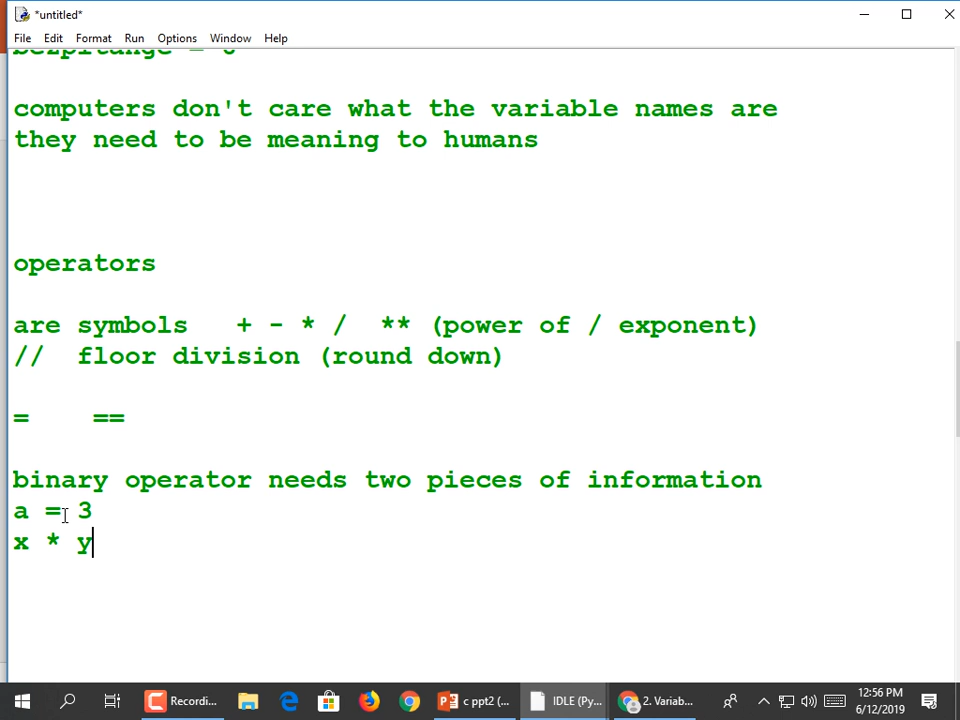 *untitled*
File Edit Format Run Options Window Help
computers don't care what the variable names are
they need to be meaning to humans
operators
are symbols + - * / ** (power of / exponent)
// floor division (round down)
= ==
binary operator needs two pieces of information
a = 3
x * y
Recordi... c ppt2 (... IDLE (Py... 2. Variab... 12:56 PM
6/12/2019